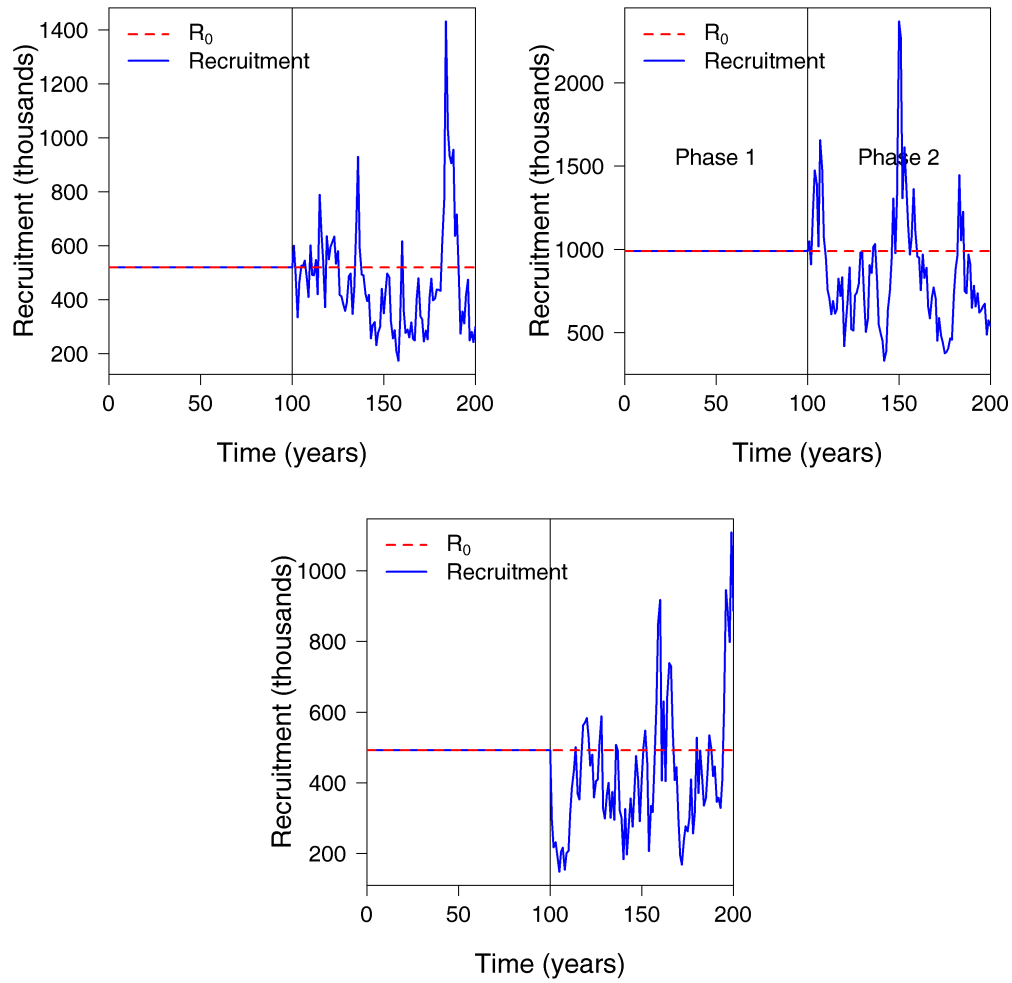 R₀
Recruitment
Recruitment (thousands)
1400
1200
1000
800
600
400
200
0 50 100 150 200
Time (years)
R₀
Recruitment
Phase 1 Phase 2
Recruitment (thousands)
2000
1500
1000
500
0 50 100 150 200
Time (years)
R₀
Recruitment
Recruitment (thousands)
1000
800
600
400
200
0 50 100 150 200
Time (years)